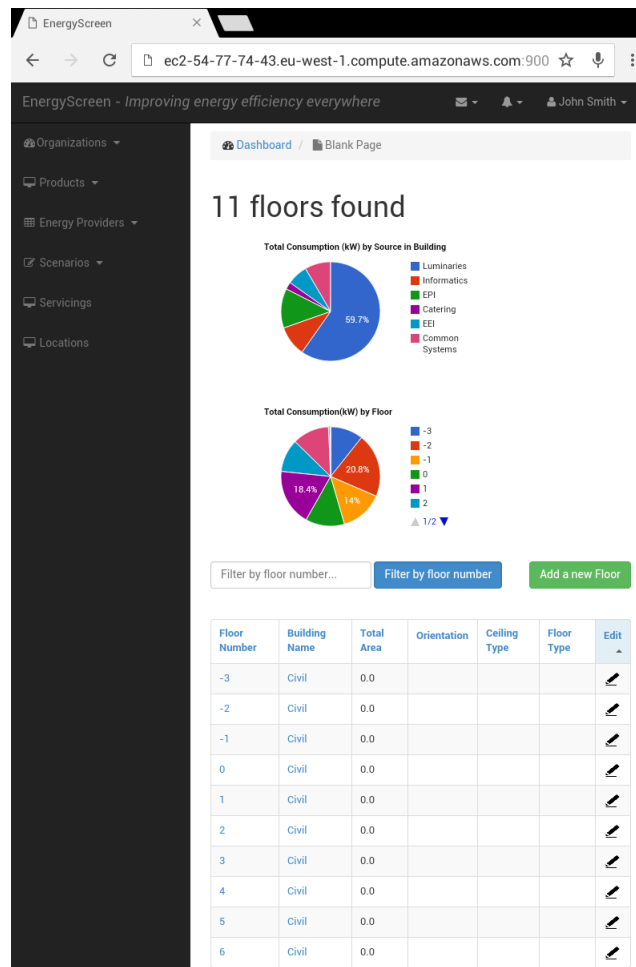 EnergyScreen
ec2-54-77-74-43.eu-west-1.compute.amazonaws.com:900
EnergyScreen - Improving energy efficiency everywhere
John Smith
Organizations
Products
Energy Providers
Scenarios
Servicings
Locations
Dashboard / Blank Page
11 floors found
Total Consumption (kW) by Source in Building
59.7%
Luminaries
Informatics
EPI
Catering
EEI
Common
Systems
Total Consumption(kW) by Floor
20.8%
14%
18.4%
-3
-2
-1
0
1
2
1/2
Filter by floor number... Filter by floor number Add a new Floor
Floor Number Building Name Total Area Orientation Ceiling Type Floor Type Edit
-3 Civil 0.0
-2 Civil 0.0
-1 Civil 0.0
0 Civil 0.0
1 Civil 0.0
2 Civil 0.0
3 Civil 0.0
4 Civil 0.0
5 Civil 0.0
6 Civil 0.0